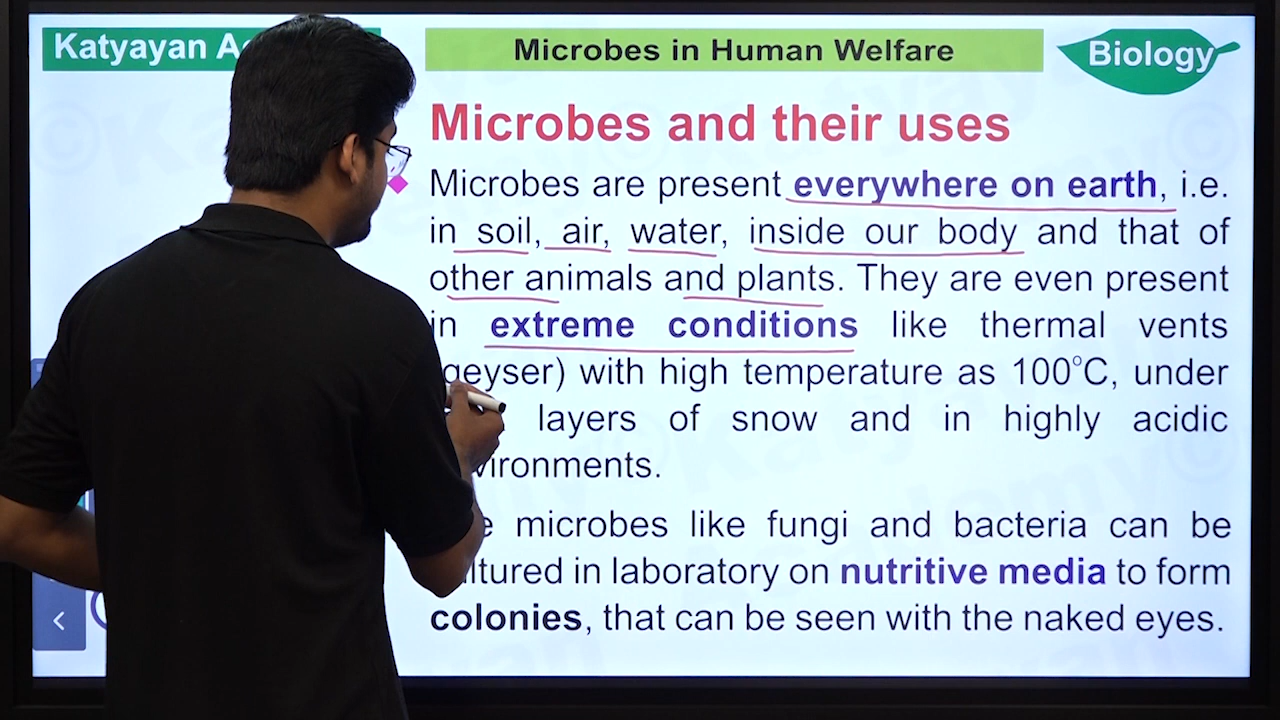 Katyayan A
Microbes in Human Welfare
Biology
Microbes and their uses
Microbes are present everywhere on earth, i.e.
in soil, air, water, inside our body and that of
other animals and plants. They are even present
in extreme conditions like thermal vents
geyser) with high temperature as 100°C, under
layers of snow and in highly acidic
vironments.
microbes like fungi and bacteria can be
ltured in laboratory on nutritive media to form
colonies, that can be seen with the naked eyes.